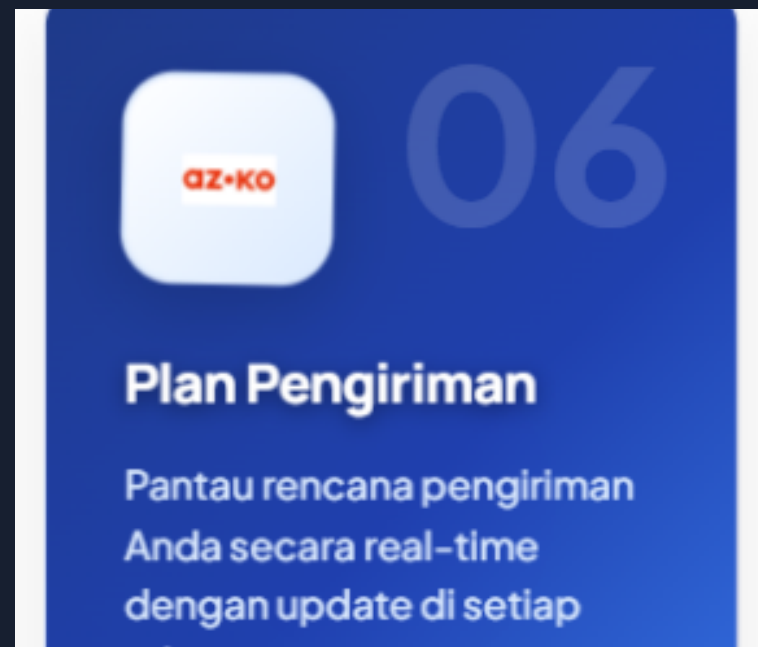 az•ko
06
Plan Pengiriman
Pantau rencana pengiriman
Anda secara real-time
dengan update di setiap